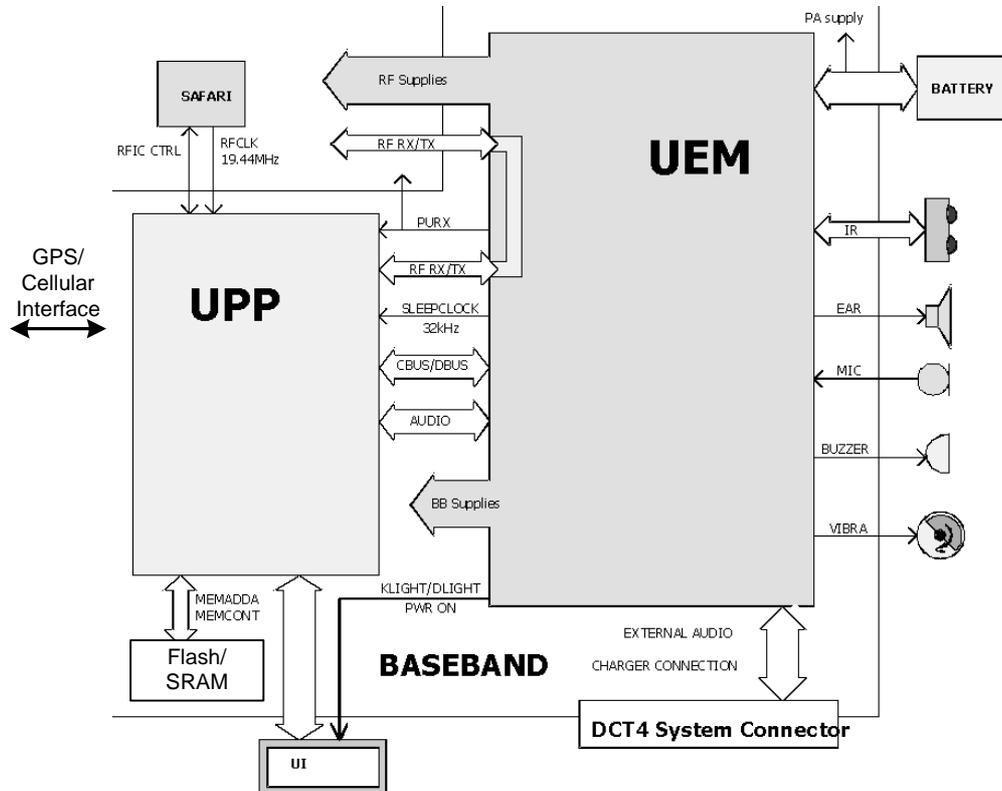 PA supply
RF Supplies
SAFARI
BATTERY
RFIC CTRL
RFCLK
19.44MHz
RF RX/TX
UEM
PURX
IR
GPS/
Cellular
Interface
RF RX/TX
UPP
SLEEPCLOCK
32kHz
EAR
CBUS/DBUS
MIC
AUDIO
BUZZER
BB Supplies
VIBRA
KLIGHT/DLIGHT
PWR ON
MEMADDA
MEMCONT
EXTERNAL AUDIO
CHARGER CONNECTION
BASEBAND
Flash/
SRAM
DCT4 System Connector
UI